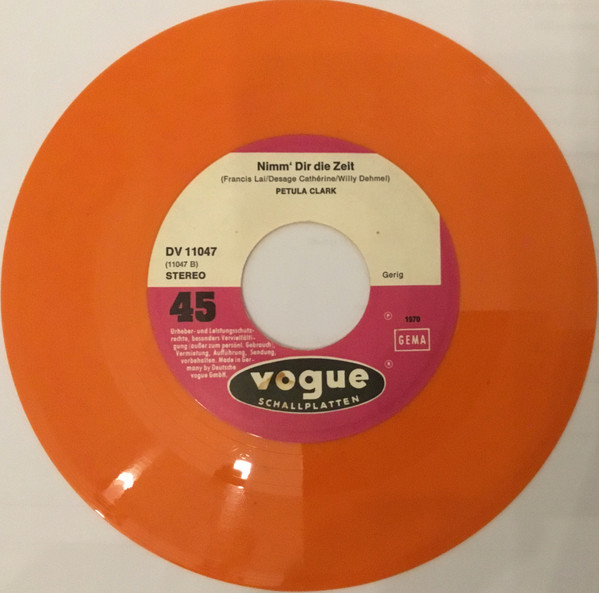 Nimm' Dir die Zeit
(Francis Lai/Desage Cathérine/Willy Dehmel)
PETULA CLARK
DV 11047
(11047 B)
STEREO
Gerig
45
℗ 1970
GEMA
Urheber- und Leistungsschutz-
rechte, besonders Vervielfälti-
gung (außer zum persönl. Gebrauch),
Vermietung, Aufführung, Sendung,
vorbehalten. Made in Ger-
many by Deutsche
vogue GmbH.
℗
vogue
SCHALLPLATTEN